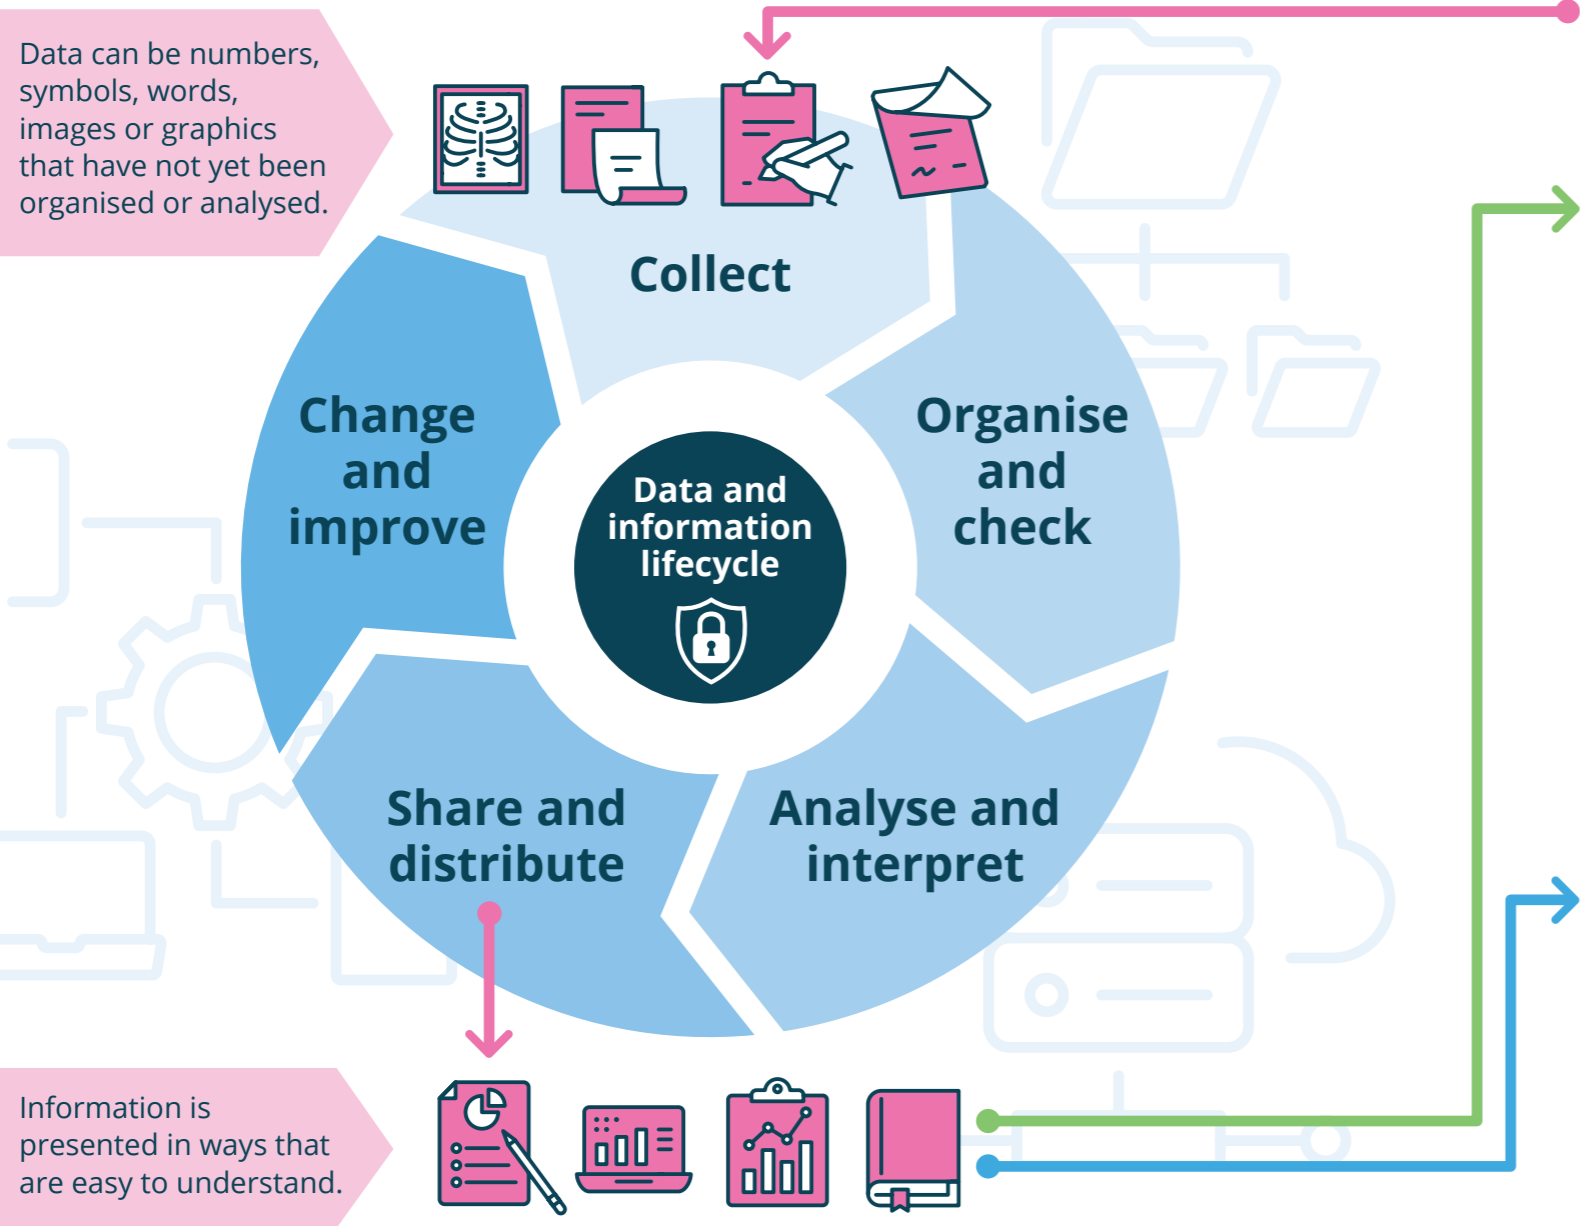 Data can be numbers,
symbols, words,
images or graphics
that have not yet been
organised or analysed.
Collect
Organise
and
check
Analyse and
interpret
Share and
distribute
Change
and
improve
Data and
information
lifecycle
Information is
presented in ways that
are easy to understand.